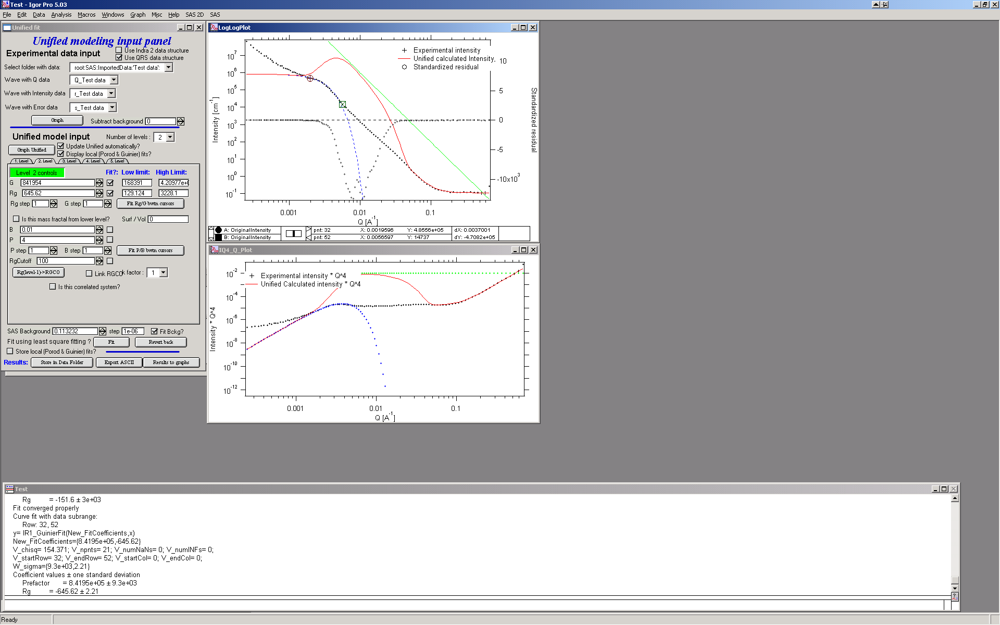 Test - Igor Pro 5.03
File Edit Data Analysis Macros Windows Graph Misc Help SAS 2D SAS
Unified fit
Unified modeling input panel
Experimental data input
Use Indra 2 data structure
Use QRS data structure
Select folder with data: root:SAS:ImportedData:'Test data':
Wave with Q data Q_Test data
Wave with Intensity data r_Test data
Wave with Error data s_Test data
Graph Subtract background 0
Unified model input Number of levels : 2
Graph Unified Update Unified automatically?
Display local (Porod & Guinier) fits?
1. Level 2. Level 3. Level 4. Level 5. Level
Level 2 controls Fit?: Low limit: High Limit:
G 841954 168391 4.20977e+
Rg 645.62 129.124 3228.1
Rg step 1 G step 1 Fit Rg/G bwtn cursors
Is this mass fractal from lower level? Surf / Vol 0
B 0.01
P 4
P step 1 B step 1 Fit P/B bwtn cursors
RgCutoff 100
Rg(level-1)->RGCO Link RGCO k factor : 1
Is this correlated system?
SAS Background 0.113232 step 1e-06 Fit Bckg?
Fit using least square fitting ? Fit Revert back
Store local (Porod & Guinier) fits?
Results: Store in Data Folder Export ASCII Results to graphs
LogLogPlot
Experimental intensity
Unified calculated Intensity
Standardized residual
10^7
10^6
10^5
10^4
10^3
10^2
10^1
10^0
10^-1
Intensity [cm^-1]
10
5
0
-5
-10x10^3
Standardized residual
0.001 0.01 0.1
Q [A^-1]
A: OriginalIntensity pnt: 32 X: 0.0019596 Y: 4.8556e+05 dX: 0.0037001
B: OriginalIntensity pnt: 52 X: 0.0056597 Y: 14737 dY: -4.7082e+05
IQ4_Q_Plot
Experimental intensity * Q^4
Unified Calculated intensity * Q^4
10^-2
10^-4
10^-6
10^-8
10^-10
10^-12
Intensity * Q^4
0.001 0.01 0.1
Q [A^-1]
Test
Rg = -151.6 ± 3e+03
Fit converged properly
Curve fit with data subrange:
Row: 32, 52
y= IR1_GuinierFit(New_FitCoefficients,x)
New_FitCoefficients={8.4195e+05,-645.62}
V_chisq= 154.371; V_npnts= 21; V_numNaNs= 0; V_numINFs= 0;
V_startRow= 32; V_endRow= 52; V_startCol= 0; V_endCol= 0;
W_sigma={9.3e+03,2.21}
Coefficient values ± one standard deviation
Prefactor = 8.4195e+05 ± 9.3e+03
Rg = -645.62 ± 2.21
Ready